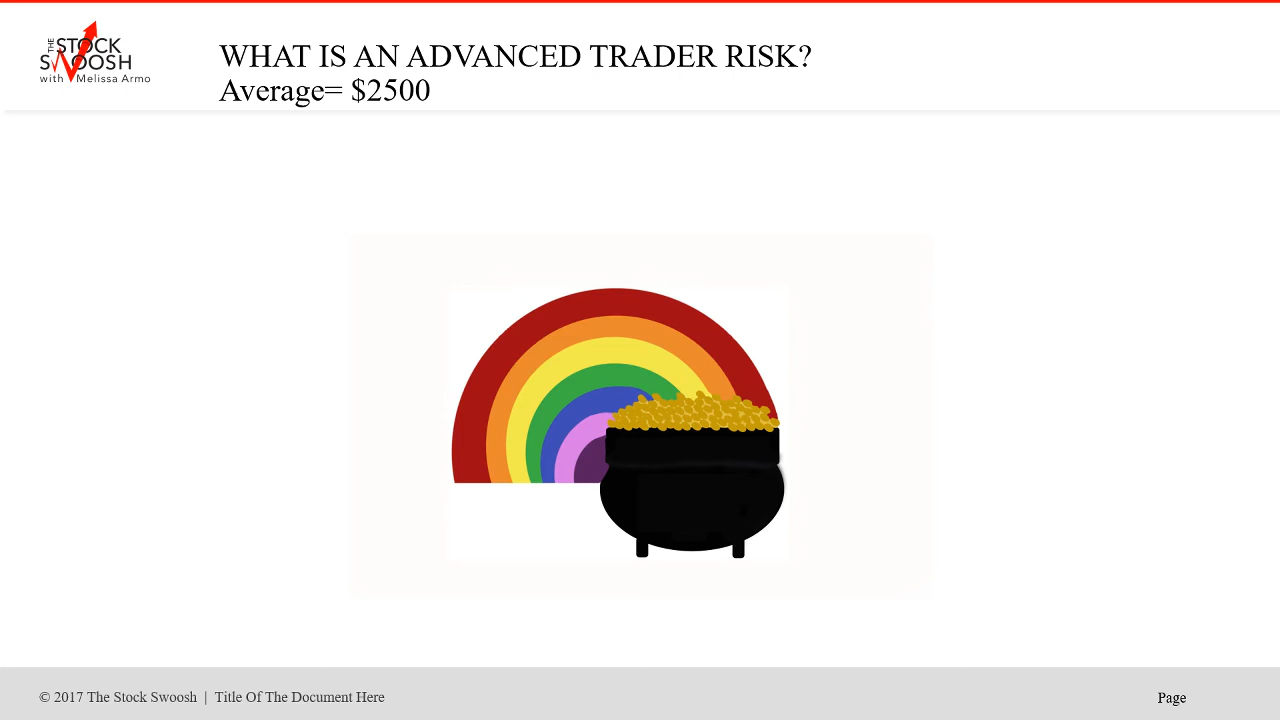 THE STOCK
SWOOSH
with Melissa Armo
WHAT IS AN ADVANCED TRADER RISK?
Average= $2500
© 2017 The Stock Swoosh | Title Of The Document Here
Page